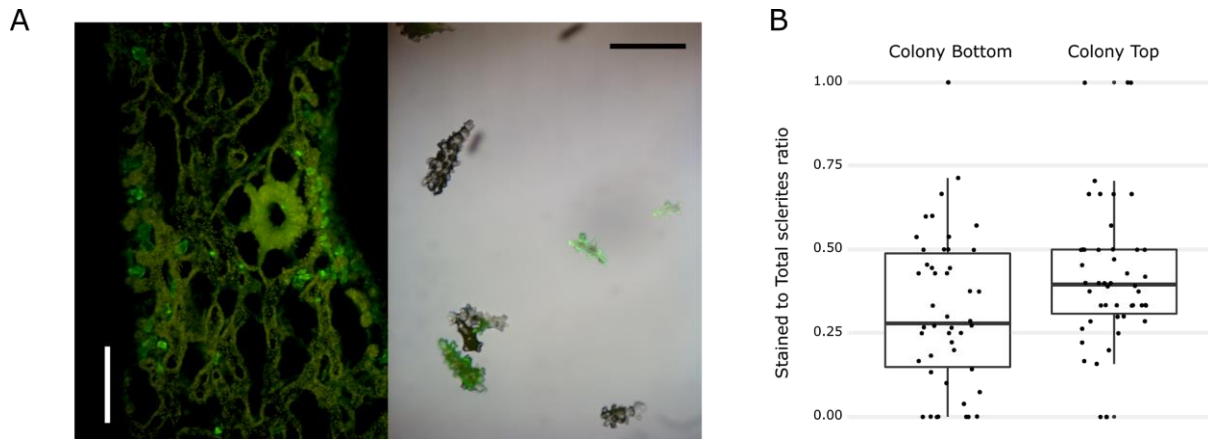 A
B
Colony Bottom
Colony Top
Stained to Total sclerites ratio
1.00
0.75
0.50
0.25
0.00